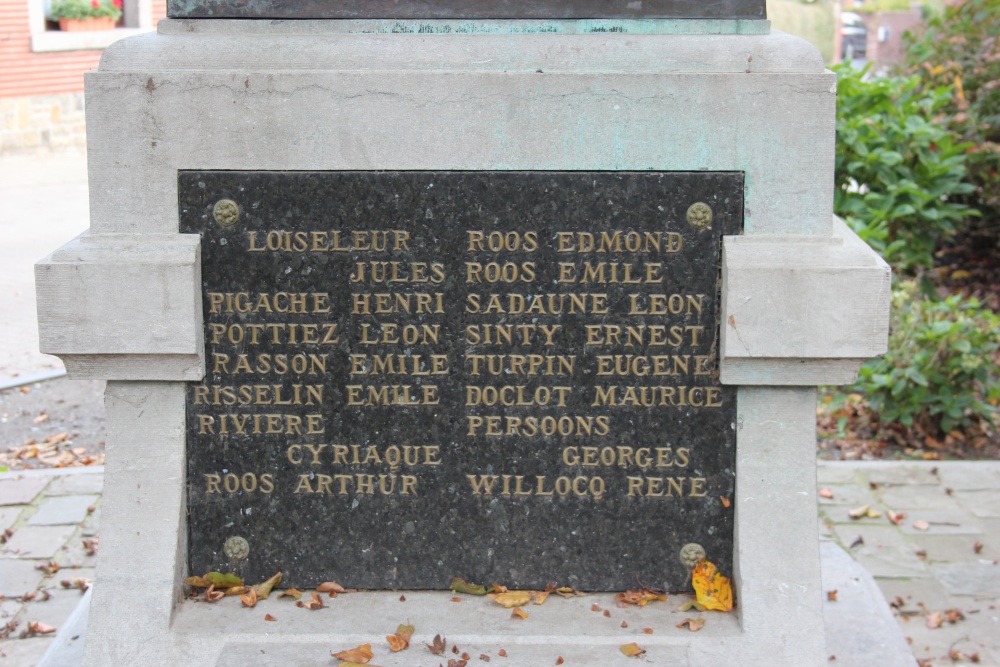 LOISELEUR
JULES
PIGACHE HENRI
POTTIEZ LEON
RASSON EMILE
RISSELIN EMILE
RIVIERE
CYRIAQUE
ROOS ARTHUR
ROOS EDMOND
ROOS EMILE
SADAUNE LEON
SINTY ERNEST
TURPIN EUGENE
DOCLOT MAURICE
PERSOONS
GEORGES
WILLOCQ RENÉ